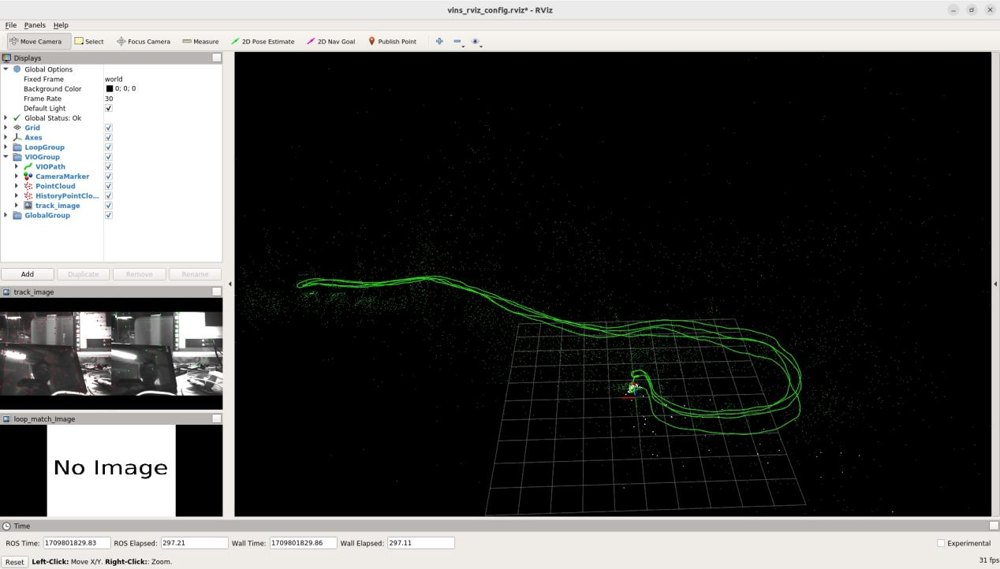 vins_rviz_config.rviz* - RViz
File Panels Help
Move Camera Select Focus Camera Measure 2D Pose Estimate 2D Nav Goal Publish Point
Displays
Global Options
Fixed Frame world
Background Color 0; 0; 0
Frame Rate 30
Default Light
Global Status: Ok
Grid
Axes
LoopGroup
VIOGroup
VIOPath
CameraMarker
PointCloud
HistoryPointClo...
track_image
GlobalGroup
Add Duplicate Remove Rename
track_image
loop_match_Image
No Image
Time
ROS Time: 1709801829.83 ROS Elapsed: 297.21 Wall Time: 1709801829.86 Wall Elapsed: 297.11 Experimental
Reset Left-Click: Move X/Y. Right-Click:: Zoom. 31 fps